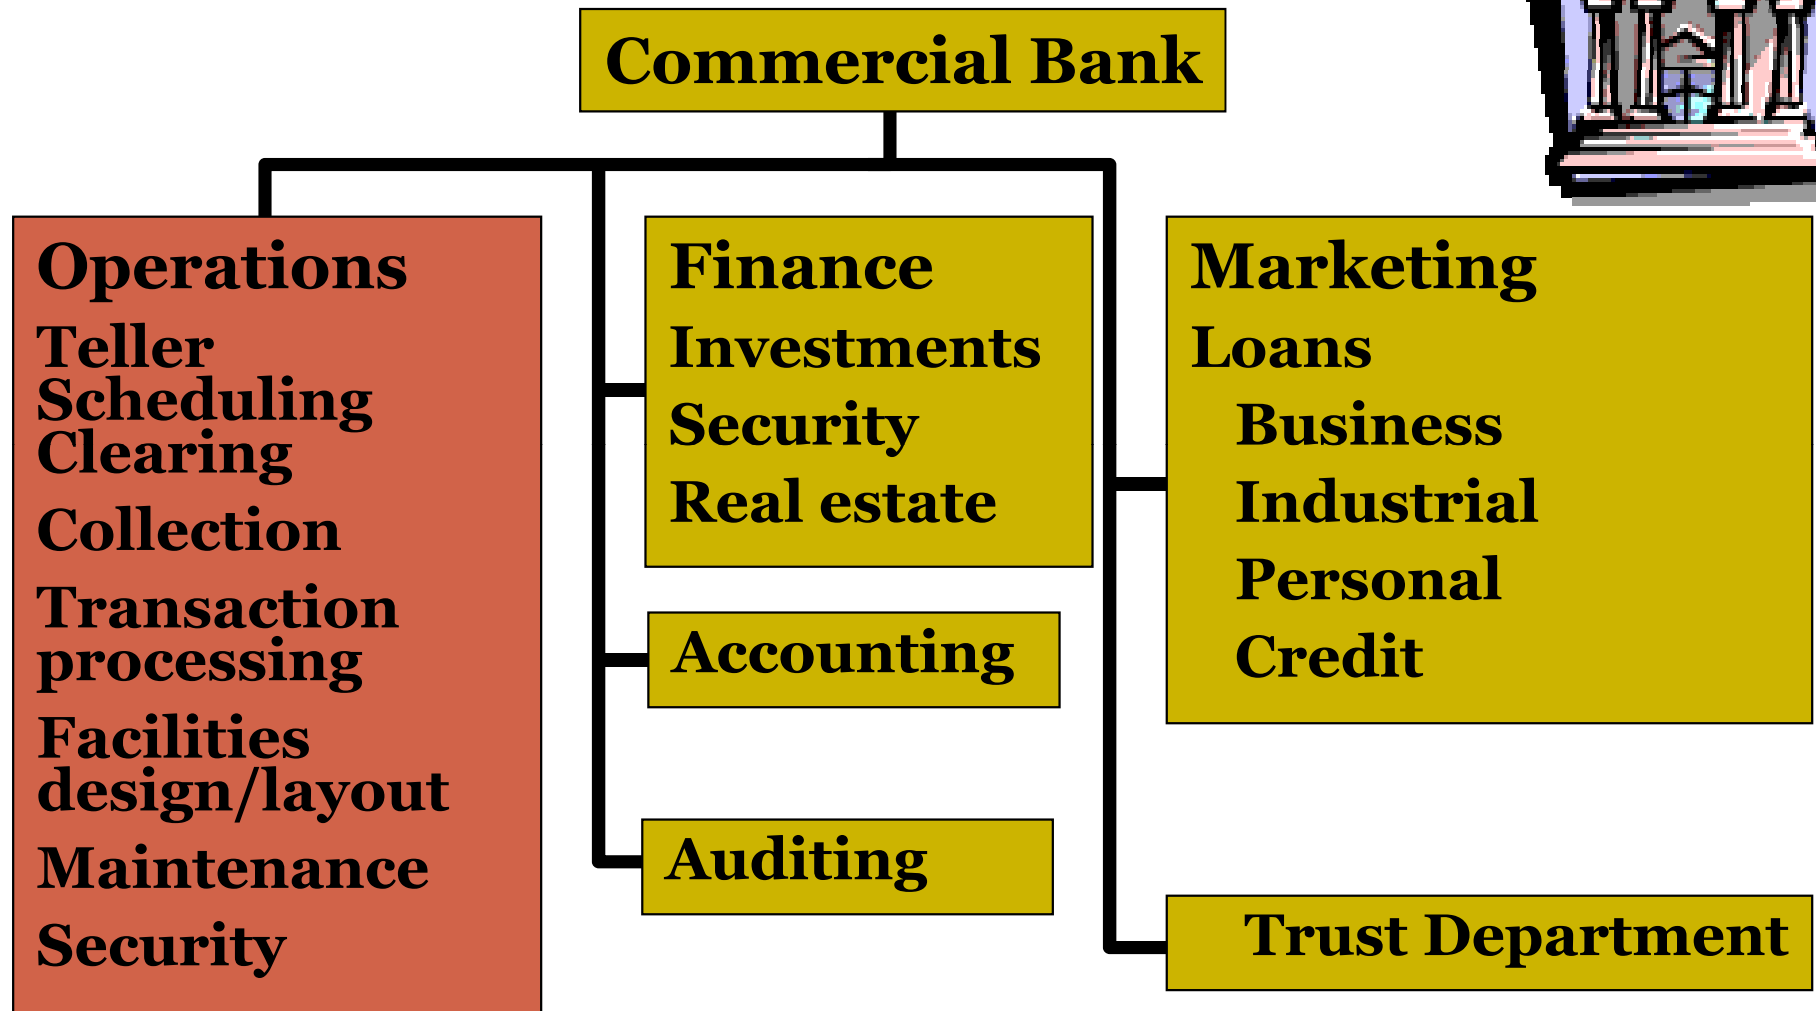 Commercial Bank
Operations
Teller
Scheduling
Clearing
Collection
Transaction
processing
Facilities
design/layout
Maintenance
Security
Finance
Investments
Security
Real estate
Accounting
Auditing
Marketing
Loans
Business
Industrial
Personal
Credit
Trust Department